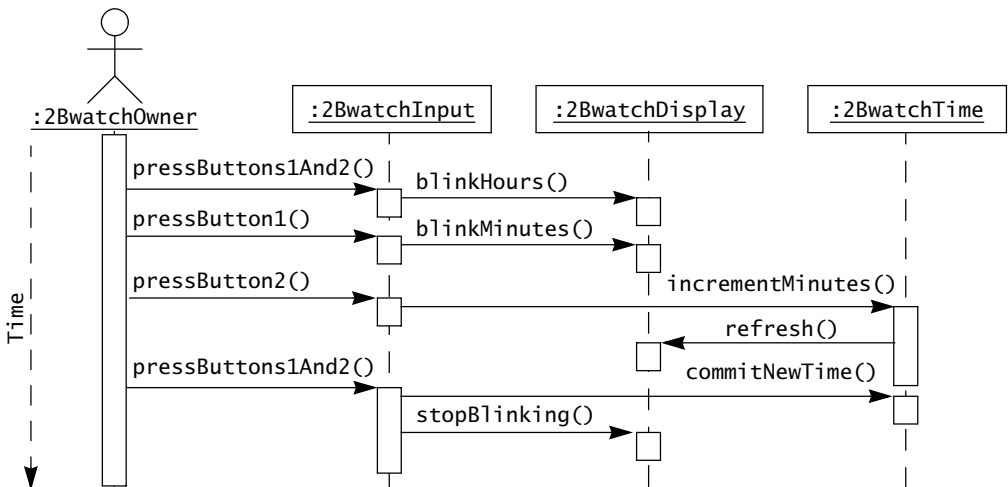 :2BwatchOwner
:2BwatchInput
:2BwatchDisplay
:2BwatchTime
pressButtons1And2()
blinkHours()
pressButton1()
blinkMinutes()
pressButton2()
incrementMinutes()
Time
refresh()
pressButtons1And2()
commitNewTime()
stopBlinking()